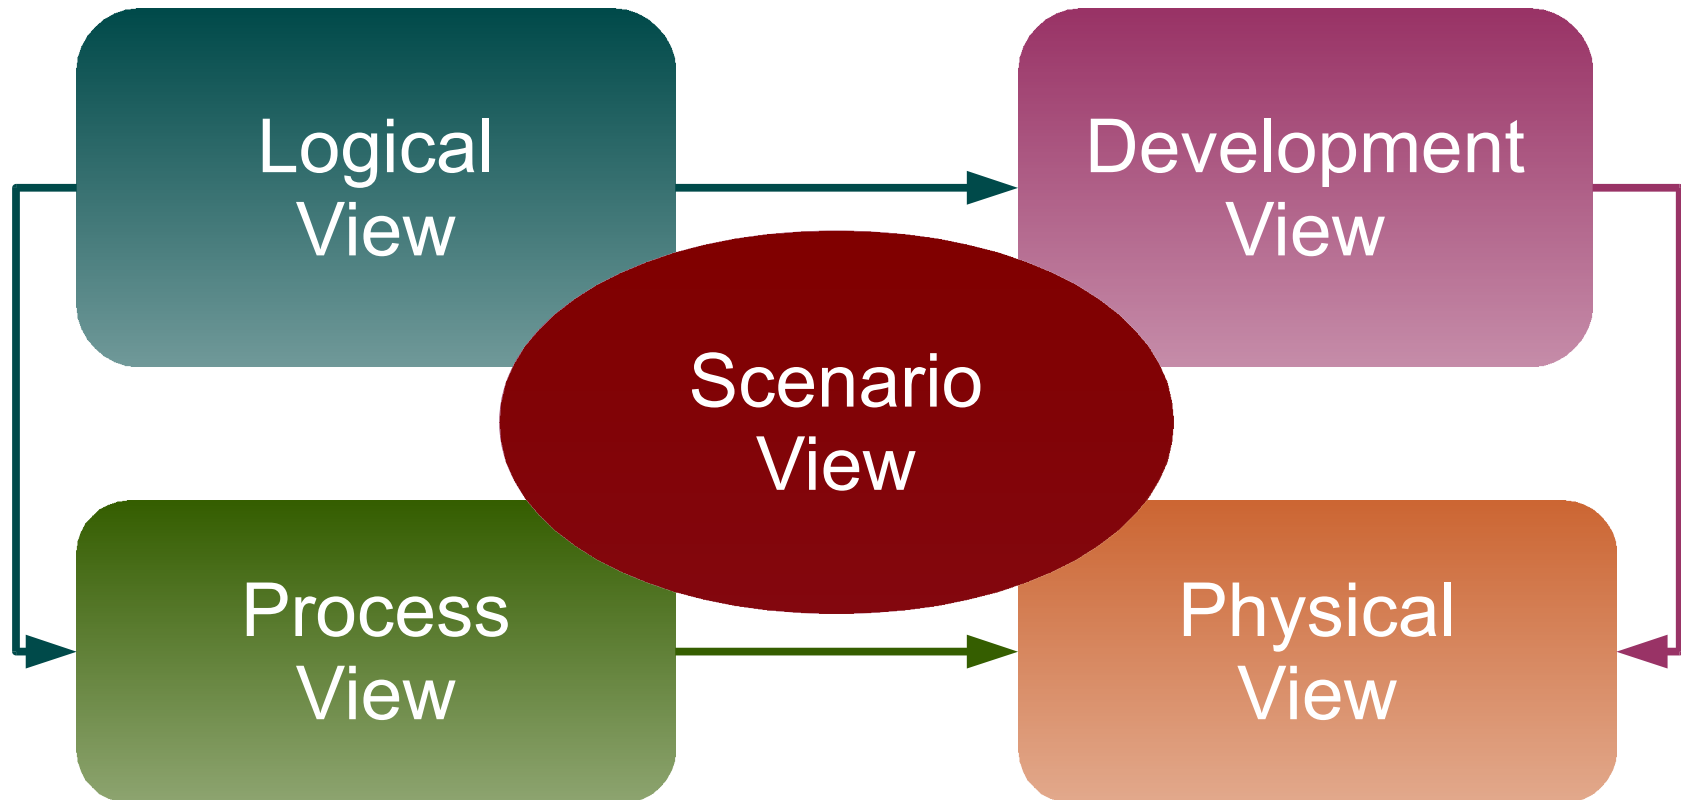 Logical
View
Development
View
Scenario
View
Process
View
Physical
View